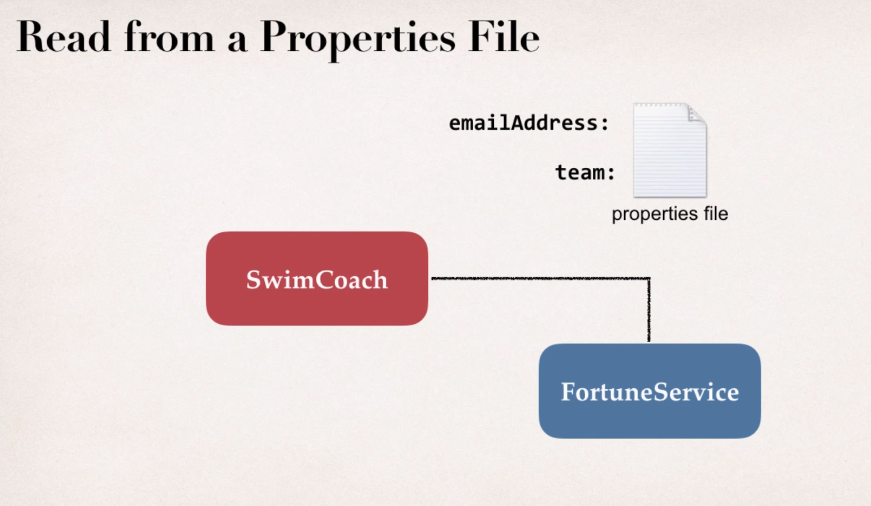 Read from a Properties File
emailAddress:
team:
properties file
SwimCoach
FortuneService